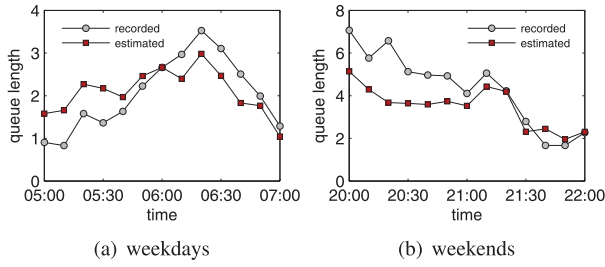 4
3
2
1
0
queue length
recorded
estimated
05:00 05:30 06:00 06:30 07:00
time
(a) weekdays
8
6
4
2
0
queue length
recorded
estimated
20:00 20:30 21:00 21:30 22:00
time
(b) weekends